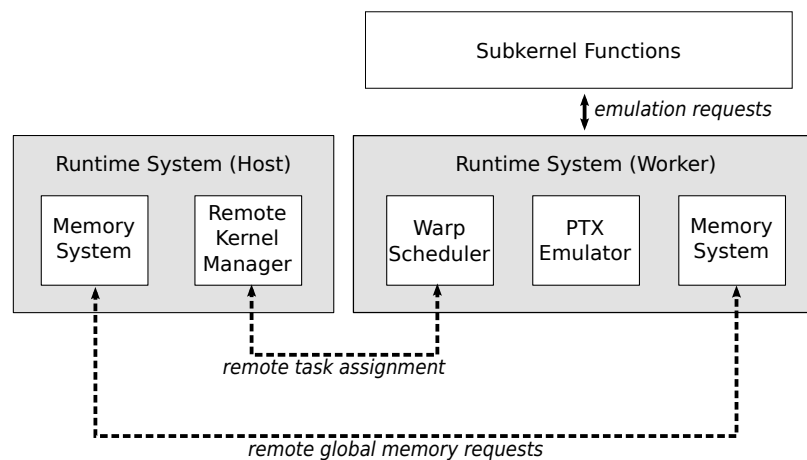 Subkernel Functions
emulation requests
Runtime System (Host)
Runtime System (Worker)
Memory
System
Remote
Kernel
Manager
Warp
Scheduler
PTX
Emulator
Memory
System
remote task assignment
remote global memory requests